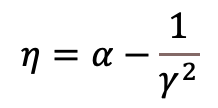 η = α − 1/γ²